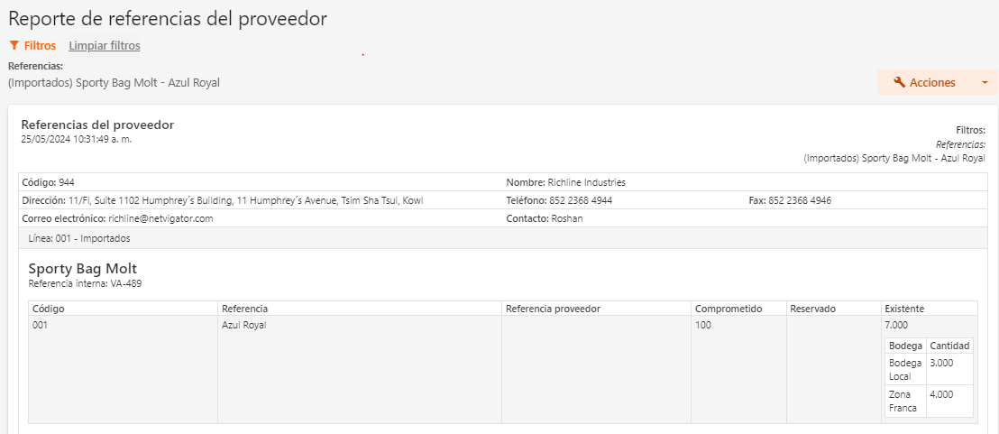 Reporte de referencias del proveedor
Filtros Limpiar filtros
Referencias:
(Importados) Sporty Bag Molt - Azul Royal
Acciones
Referencias del proveedor
25/05/2024 10:31:49 a. m.
Filtros:
Referencias:
(Importados) Sporty Bag Molt - Azul Royal
Código: 944 Nombre: Richline Industries
Dirección: 11/Fl, Suite 1102 Humphrey´s Building, 11 Humphrey´s Avenue, Tsim Sha Tsui, Kowl Teléfono: 852 2368 4944 Fax: 852 2368 4946
Correo electrónico: richline@netvigator.com Contacto: Roshan
Línea: 001 - Importados
Sporty Bag Molt
Referencia interna: VA-489
Código Referencia Referencia proveedor Comprometido Reservado Existente
001 Azul Royal 100 7.000
Bodega Cantidad
Bodega 3.000
Local
Zona 4.000
Franca